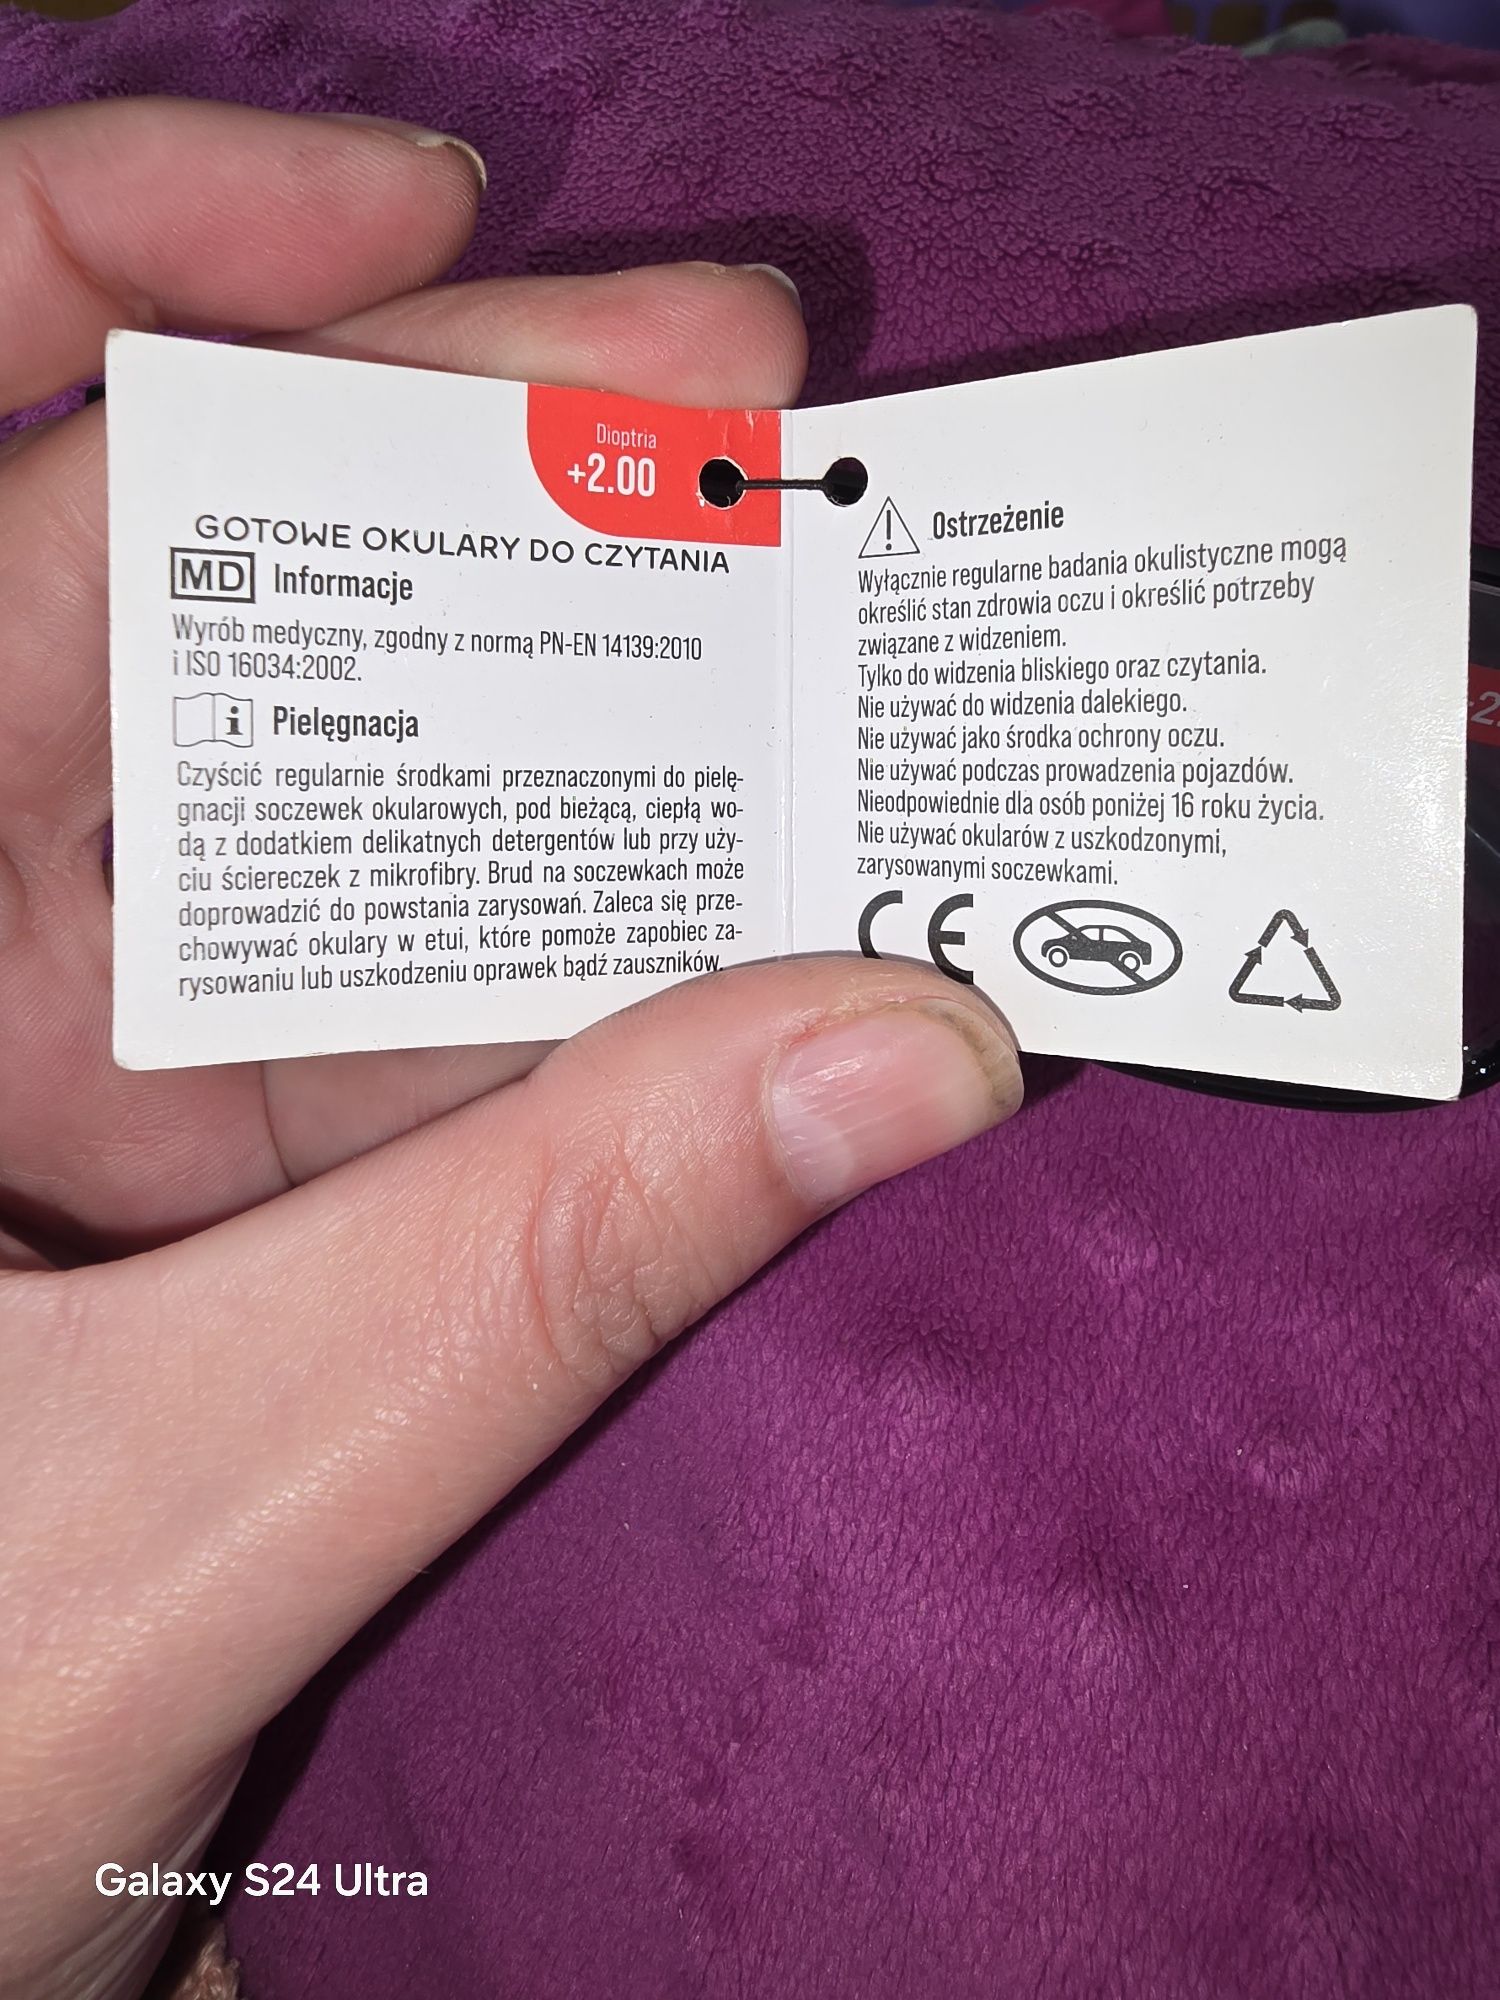 Dioptria
+2.00
GOTOWE OKULARY DO CZYTANIA
MD Informacje
Wyrób medyczny, zgodny z normą PN-EN 14139:2010
i ISO 16034:2002.
i Pielęgnacja
Czyścić regularnie środkami przeznaczonymi do pielę-
gnacji soczewek okularowych, pod bieżącą, ciepłą wo-
dą z dodatkiem delikatnych detergentów lub przy uży-
ciu ściereczek z mikrofibry. Brud na soczewkach może
doprowadzić do powstania zarysowań. Zaleca się prze-
chowywać okulary w etui, które pomoże zapobiec za-
rysowaniu lub uszkodzeniu oprawek bądź zauszników.
! Ostrzeżenie
Wyłącznie regularne badania okulistyczne mogą
określić stan zdrowia oczu i określić potrzeby
związane z widzeniem.
Tylko do widzenia bliskiego oraz czytania.
Nie używać do widzenia dalekiego.
Nie używać jako środka ochrony oczu.
Nie używać podczas prowadzenia pojazdów.
Nieodpowiednie dla osób poniżej 16 roku życia.
Nie używać okularów z uszkodzonymi,
zarysowanymi soczewkami.
CE
Galaxy S24 Ultra